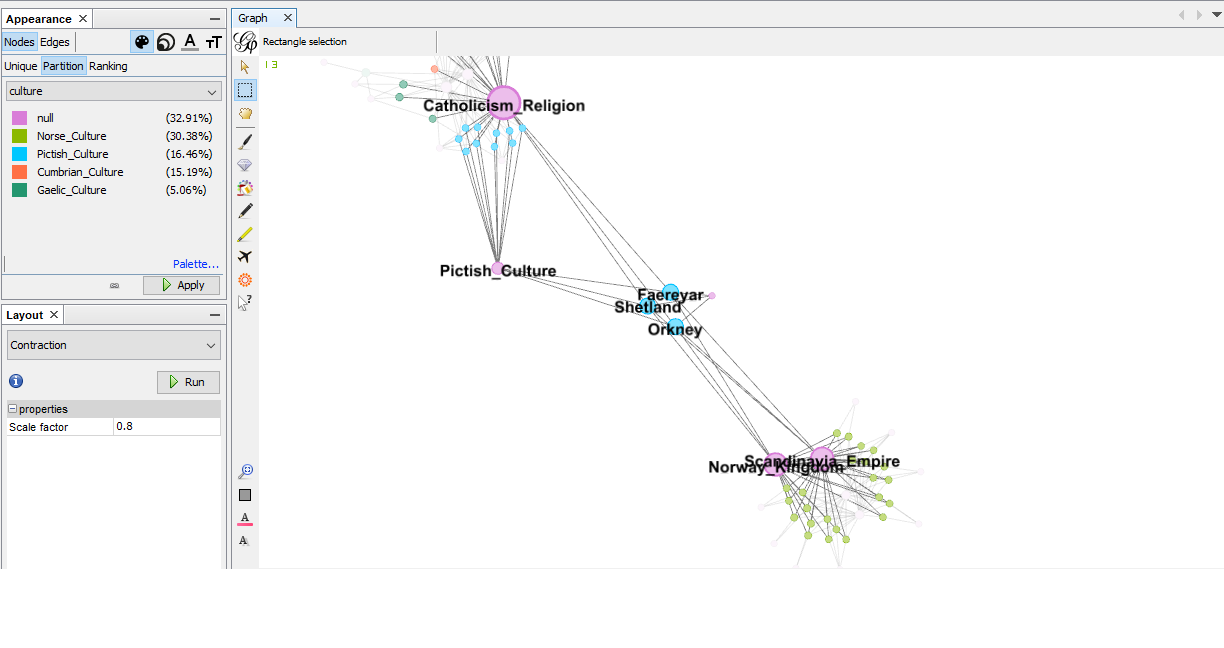 Appearance
Nodes Edges
A
Unique Partition Ranking
culture
null (32.91%)
Norse_Culture (30.38%)
Pictish_Culture (16.46%)
Cumbrian_Culture (15.19%)
Gaelic_Culture (5.06%)
Palette...
Apply
Layout
Contraction
Run
properties
Scale factor 0.8
Graph
Rectangle selection
Catholicism_Religion
Pictish_Culture
Faereyar
Shetland
Orkney
Scandinavia_Empire
Norway_Kingdom
A
A